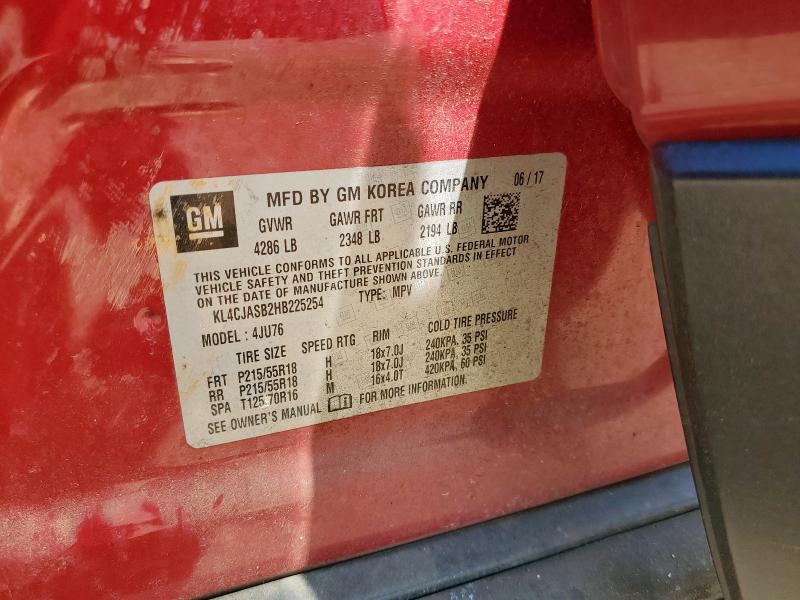 GM
MFD BY GM KOREA COMPANY 06/17
GVWR GAWR FRT GAWR RR
4286 LB 2348 LB 2194 LB
THIS VEHICLE CONFORMS TO ALL APPLICABLE U.S. FEDERAL MOTOR
VEHICLE SAFETY AND THEFT PREVENTION STANDARDS IN EFFECT
ON THE DATE OF MANUFACTURE SHOWN ABOVE.
KL4CJASB2HB225254 TYPE: MPV
MODEL: 4JU76
TIRE SIZE SPEED RTG RIM COLD TIRE PRESSURE
FRT P215/55R18 H 18x7.0J 240KPA, 35 PSI
RR P215/55R18 H 18x7.0J 240KPA, 35 PSI
SPA T125/70R16 M 16x4.0T 420KPA, 60 PSI
SEE OWNER'S MANUAL FOR MORE INFORMATION.